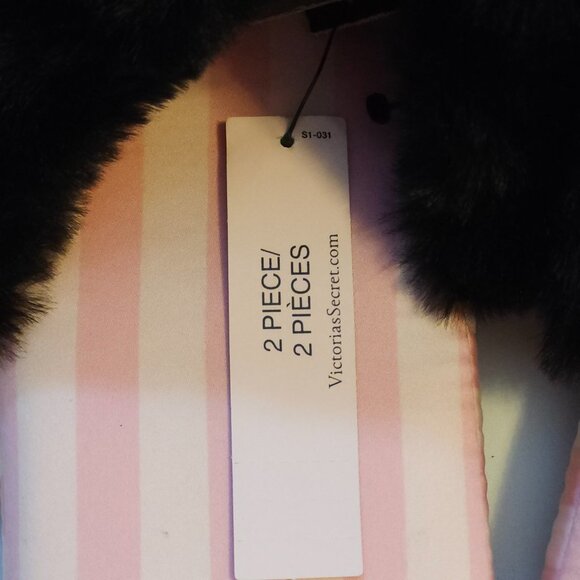 S1-031
2 PIECE/
2 PIÈCES
VictoriasSecret.com